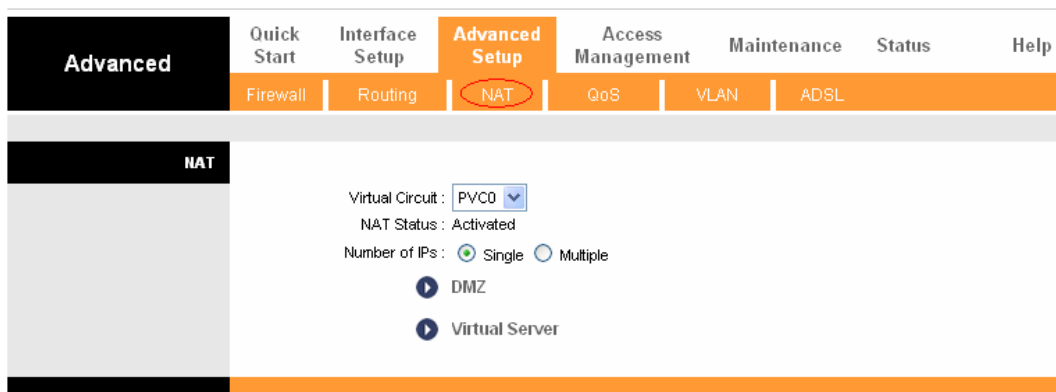 Advanced
Quick Start
Interface Setup
Advanced Setup
Access Management
Maintenance
Status
Help
Firewall
Routing
NAT
QoS
VLAN
ADSL
NAT
Virtual Circuit : PVC0
NAT Status : Activated
Number of IPs : Single Multiple
DMZ
Virtual Server